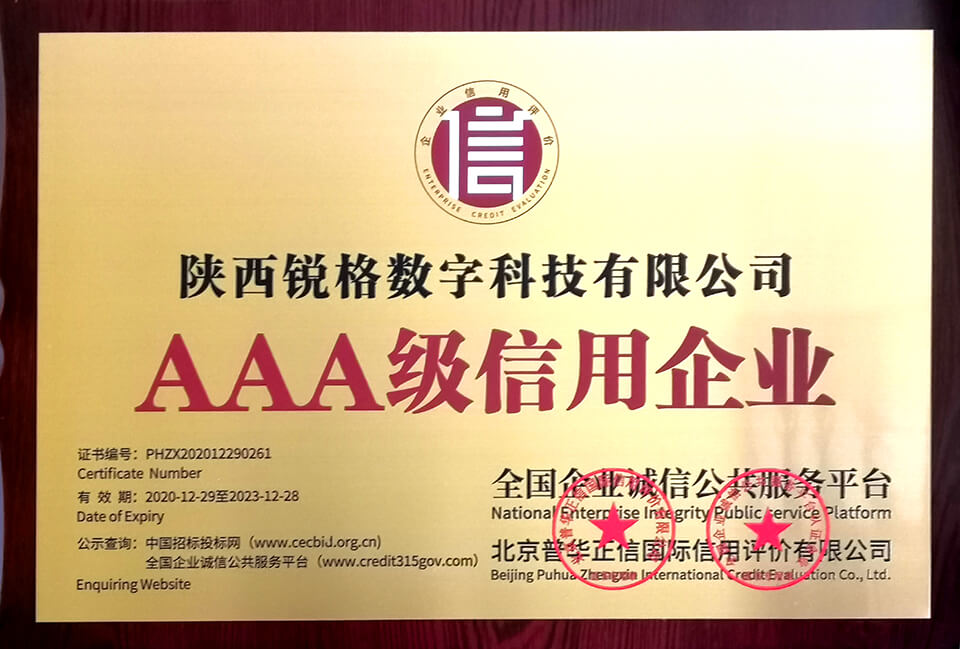 企业信用评价
信
ENTERPRISE CREDIT EVALUATION
陕西锐格数字科技有限公司
AAA级信用企业
证书编号：PHZX202012290261
Certificate Number
有 效 期：2020-12-29至2023-12-28
Date of Expiry
公示查询：中国招标投标网（www.cecbid.org.cn)
全国企业诚信公共服务平台（www.credit315gov.com)
Enquiring Website
全国企业诚信公共服务平台
National Enterprise Integrity Public service Platform
北京普华正信国际信用评价有限公司
Beijing Puhua Zhengxin International Credit Evaluation Co., Ltd.